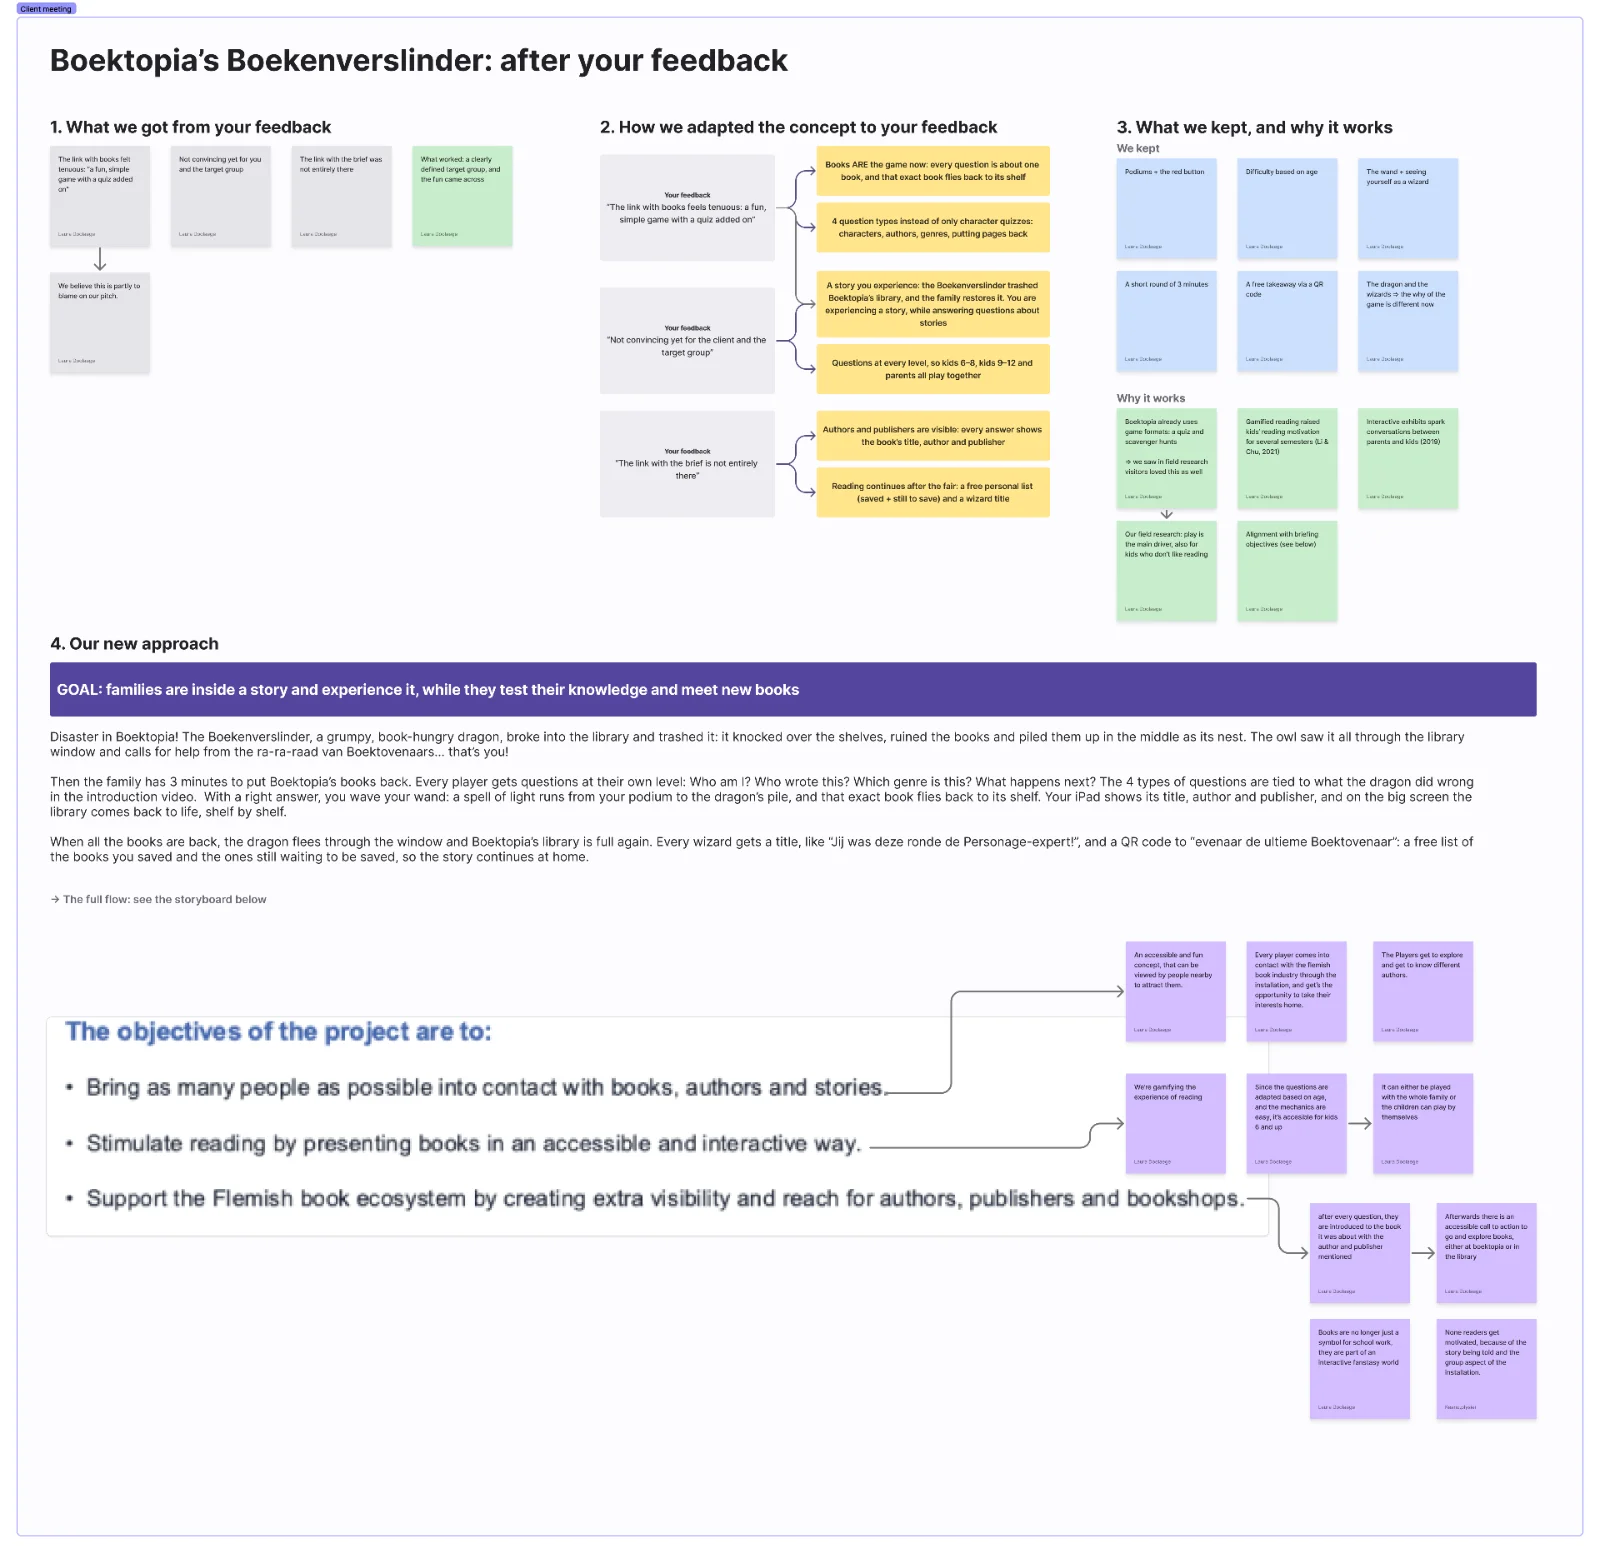 Client meeting
Boektopia’s Boekenverslinder: after your feedback
1. What we got from your feedback
The link with books felt
tenuous: "a fun, simple
game with a quiz added
on"
Not convincing yet for you
and the target group
The link with the brief was
not entirely there
What worked: a clearly
defined target group, and
the fun came across
We believe this is partly to
blame on our pitch.
2. How we adapted the concept to your feedback
Your feedback
"The link with books feels tenuous: a fun,
simple game with a quiz added on"
Books ARE the game now: every question is about one
book, and that exact book flies back to its shelf
4 question types instead of only character quizzes:
characters, authors, genres, putting pages back
A story you experience: the Boekenverslinder trashed
Boektopia’s library, and the family restores it. You are
experiencing a story, while answering questions about
stories
Your feedback
"Not convincing yet for the client and the
target group"
Questions at every level, so kids 6–8, kids 9–12 and
parents all play together
Your feedback
"The link with the brief is not entirely
there"
Authors and publishers are visible: every answer shows
the book’s title, author and publisher
Reading continues after the fair: a free personal list
(saved + still to save) and a wizard title
3. What we kept, and why it works
We kept
Podiums + the red button
Difficulty based on age
The wand + seeing
yourself as a wizard
A short round of 3 minutes
A free takeaway via a QR
code
The dragon and the
wizards ⇒ the why of the
game is different now
Why it works
Boektopia already uses
game formats: a quiz and
scavenger hunts
⇒ we saw in field research
visitors loved this as well
Gamified reading raised
kids’ reading motivation
for several semesters (Li &
Chu, 2021)
Interactive exhibits spark
conversations between
parents and kids (2019)
Our field research: play is
the main driver, also for
kids who don’t like reading
Alignment with briefing
objectives (see below)
4. Our new approach
GOAL: families are inside a story and experience it, while they test their knowledge and meet new books
Disaster in Boektopia! The Boekenverslinder, a grumpy, book-hungry dragon, broke into the library and trashed it: it knocked over the shelves, ruined the books and piled them up in the middle as its nest. The owl saw it all through the library
window and calls for help from the ra-ra-raad van Boektovenaars... that’s you!
Then the family has 3 minutes to put Boektopia’s books back. Every player gets questions at their own level: Who am I? Who wrote this? Which genre is this? What happens next? The 4 types of questions are tied to what the dragon did wrong
in the introduction video. With a right answer, you wave your wand: a spell of light runs from your podium to the dragon’s pile, and that exact book flies back to its shelf. Your iPad shows its title, author and publisher, and on the big screen the
library comes back to life, shelf by shelf.
When all the books are back, the dragon flees through the window and Boektopia’s library is full again. Every wizard gets a title, like “Jij was deze ronde de Personage-expert!”, and a QR code to “evenaar de ultieme Boektovenaar”: a free list of
the books you saved and the ones still waiting to be saved, so the story continues at home.
→ The full flow: see the storyboard below
The objectives of the project are to:
• Bring as many people as possible into contact with books, authors and stories.
• Stimulate reading by presenting books in an accessible and interactive way.
• Support the Flemish book ecosystem by creating extra visibility and reach for authors, publishers and bookshops.
An accessible and fun
concept, that can be
viewed by people nearby
to attract them.
Every player comes into
contact with the flemish
book industry through the
installation, and get's the
opportunity to take their
interests home.
The Players get to explore
and get to know different
authors.
We're gamifying the
experience of reading
Since the questions are
adapted based on age,
and the mechanics are
easy, it's accesible for kids
6 and up
It can either be played
with the whole family or
the children can play by
themselves
after every question, they
are introduced to the book
it was about with the
author and publisher
mentioned
Afterwards there is an
accessible call to action to
go and explore books,
either at boektopia or in
the library
Books are no longer just a
symbol for school work,
they are part of an
interactive fanstasy world
None readers get
motivated, because of the
story being told and the
group aspect of the
installation.